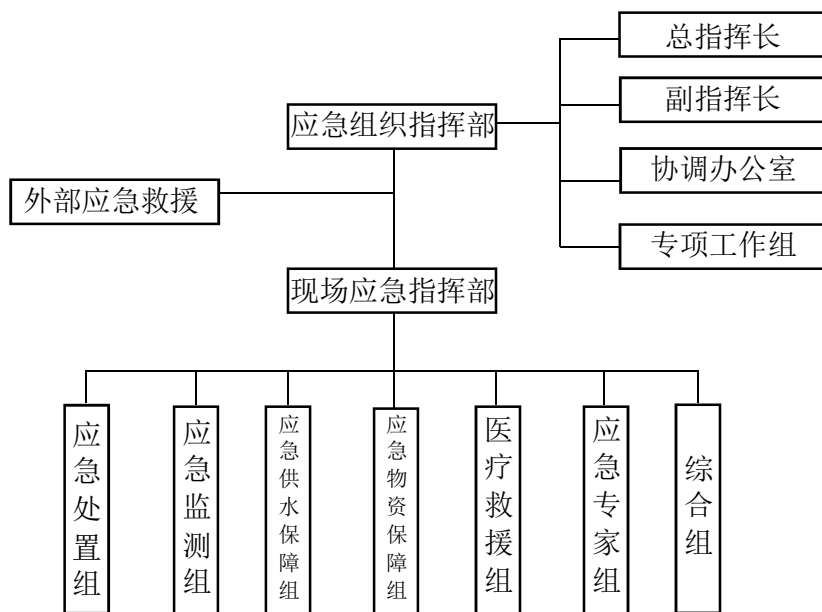 总指挥长
副指挥长
应急组织指挥部
协调办公室
外部应急救援
专项工作组
现场应急指挥部
应急处置组
应急监测组
应急供水保障组
应急物资保障组
医疗救援组
应急专家组
综合组